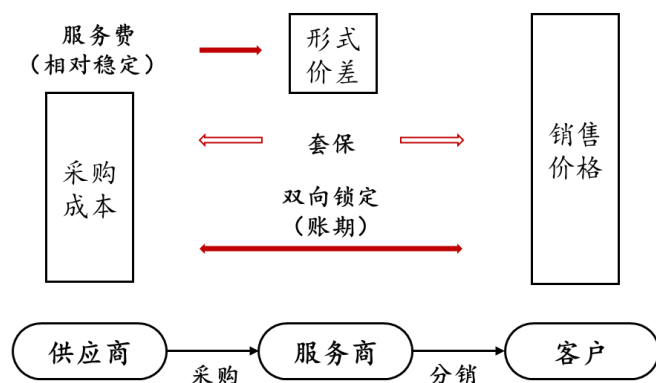 服务费
（相对稳定）
形式
价差
采购
成本
套保
双向锁定
（账期）
销售
价格
供应商
采购
服务商
分销
客户